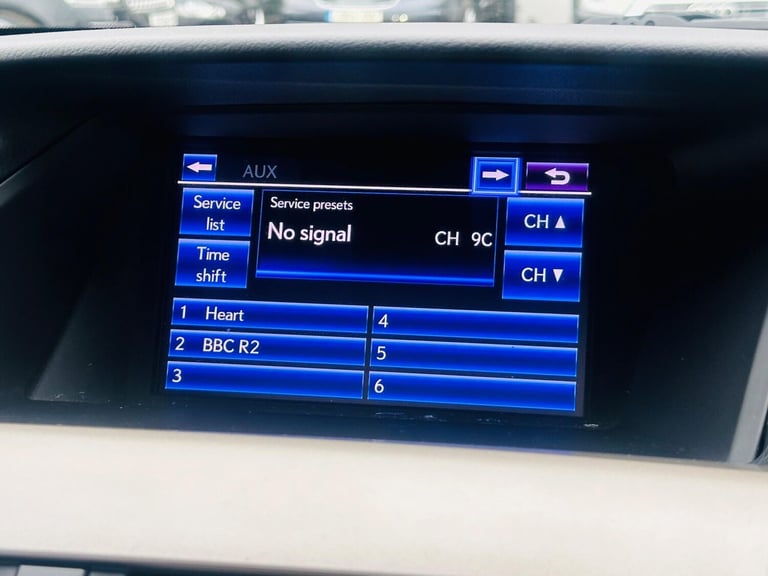 AUX
Service list
Service presets
No signal CH 9C
CH ▲
Time shift
CH ▼
1 Heart
2 BBC R2
3
4
5
6